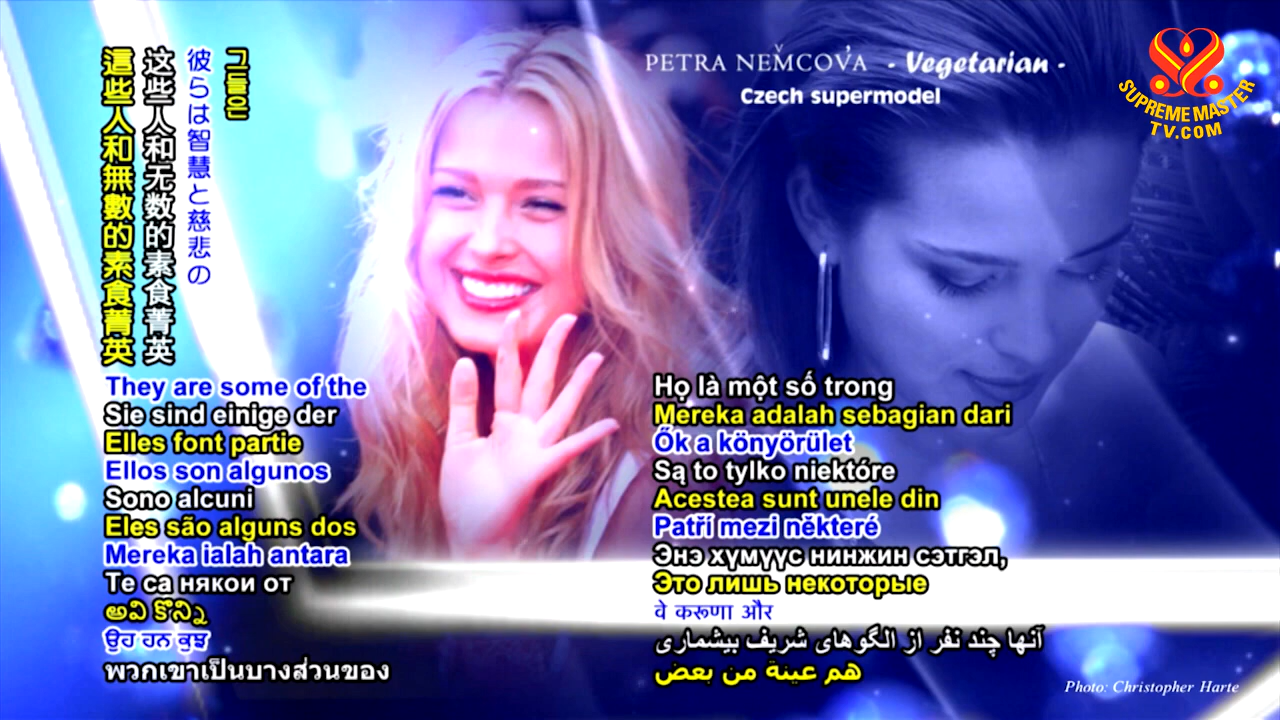 PETRA NEMČOVA - Vegetarian -
Czech supermodel
SUPREME MASTER
TV.COM
그들은
彼らは智慧と慈悲の
这些人和无数的素食菁英
這些人和無數的素食菁英
They are some of the
Sie sind einige der
Elles font partie
Ellos son algunos
Sono alcuni
Eles são alguns dos
Mereka ialah antara
Те са някои от
అవి కొన్ని
ਉਹ ਹਨ ਕੁਝ
พวกเขาเป็นบางส่วนของ
Họ là một số trong
Mereka adalah sebagian dari
Ők a könyörület
Są to tylko niektóre
Acestea sunt unele din
Patří mezi některé
Энэ хүмүүс нинжин сэтгэл,
Это лишь некоторые
वे करूणा और
آنها چند نفر از الگوهای شریف بیشماری
هم عينة من بعض
Photo: Christopher Harte